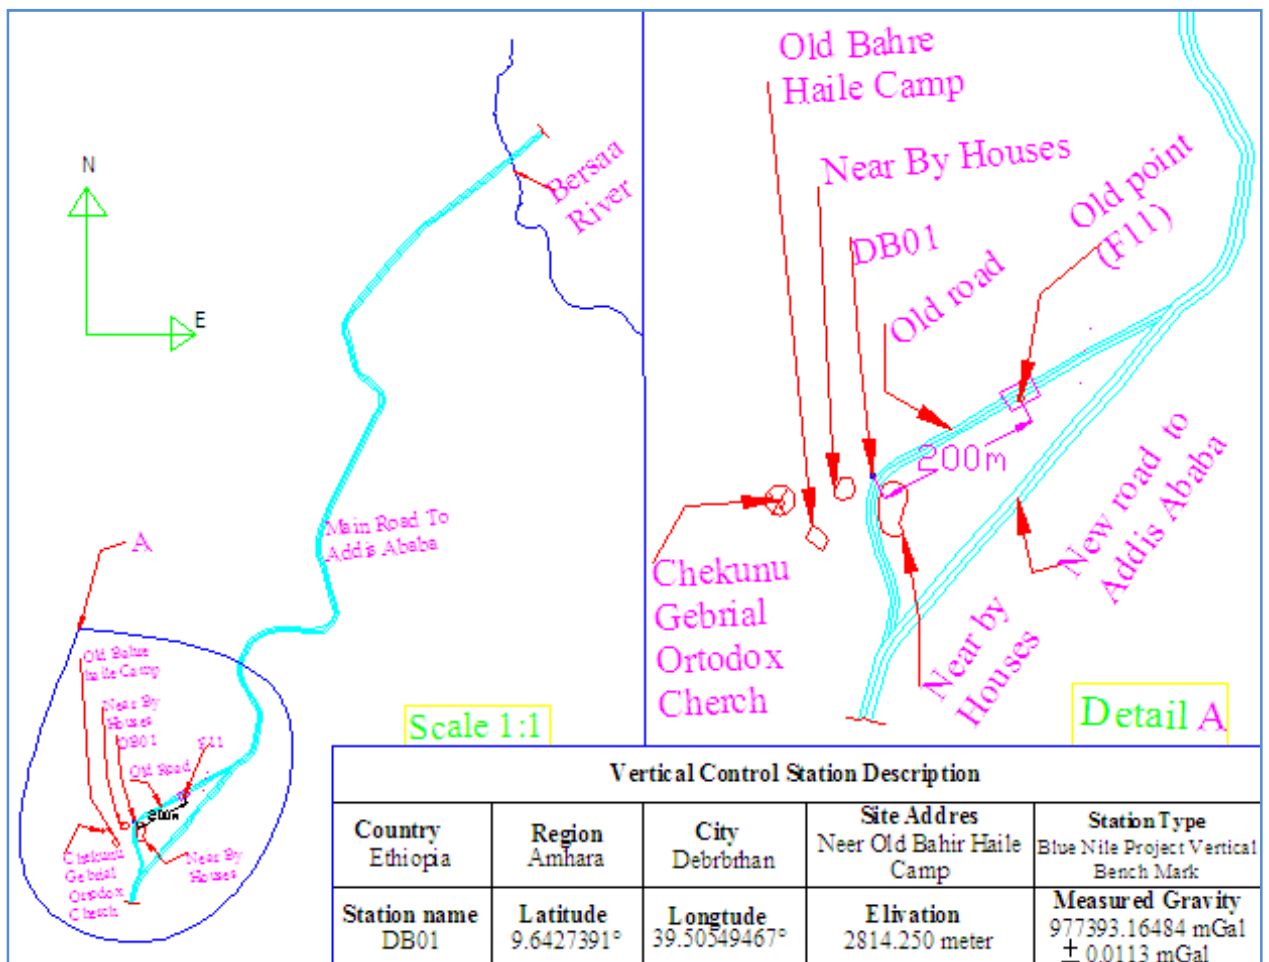 N
E
Bersaa
River
Main Road To
Addis Ababa
A
Old Bahre
haile Camp
Near By
Houses
DB01
F11
Old Road
200m
Chekunu
Gebrial
Ortodox
Cherch
Near By
Houses
Scale 1:1
Old Bahre
Haile Camp
Near By Houses
DB01
Old point
(F11)
Old road
200m
New road to
Addis Ababa
Chekunu
Gebrial
Ortodox
Cherch
Near by
Houses
Detail A
Vertical Control Station Description
Country
Ethiopia
Region
Amhara
City
Debrbrhan
Site Addres
Neer Old Bahir Haile
Camp
Station Type
Blue Nile Project Vertical
Bench Mark
Station name
DB01
Latitude
9.6427391°
Longtude
39.50549467°
Elivation
2814.250 meter
Measured Gravity
977393.16484 mGal
± 0.0113 mGal